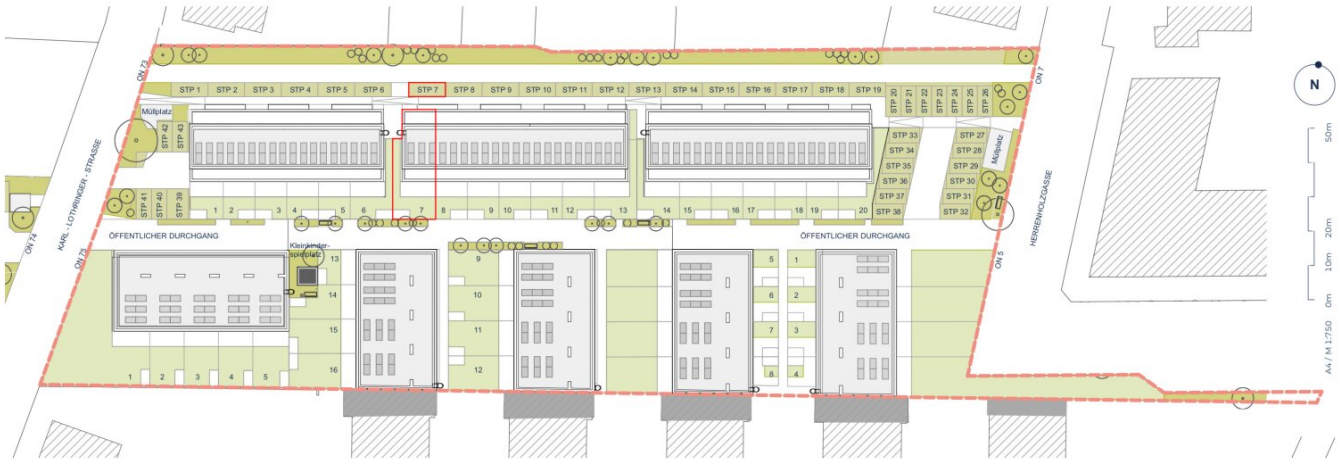 ON 73
STP 1
STP 2
STP 3
STP 4
STP 5
STP 6
STP 7
STP 8
STP 9
STP 10
STP 11
STP 12
STP 13
STP 14
STP 15
STP 16
STP 17
STP 18
STP 19
STP 20
STP 21
STP 22
STP 23
STP 24
STP 25
STP 26
ON 7
N
Müllplatz
STP 42
STP 43
STP 33
STP 34
STP 35
STP 36
STP 37
STP 38
STP 27
STP 28
STP 29
STP 30
STP 31
STP 32
Müllplatz
KARL - LOTHRINGER - STRASSE
STP 41
STP 40
STP 39
1
2
3
4
5
6
7
8
9
10
11
12
13
14
15
16
17
18
19
20
HERRENHOLZGASSE
ON 74
ON 75
ÖFFENTLICHER DURCHGANG
ÖFFENTLICHER DURCHGANG
ON 5
Kleinkinder-
spielplatz
13
14
15
16
9
10
11
12
5
6
7
8
1
2
3
4
1
2
3
4
5
50m
20m
10m
0m
A4 / M 1:750